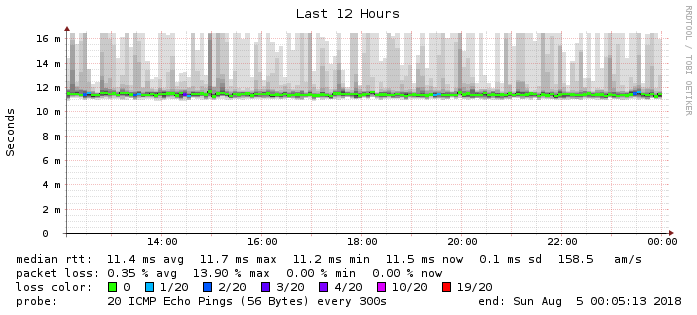 Last 12 Hours
RRDTOOL / TOBI OETIKER
Seconds
16 m
14 m
12 m
10 m
8 m
6 m
4 m
2 m
0
14:00 16:00 18:00 20:00 22:00 00:00
median rtt: 11.4 ms avg 11.7 ms max 11.2 ms min 11.5 ms now 0.1 ms sd 158.5 am/s
packet loss: 0.35 % avg 13.90 % max 0.00 % min 0.00 % now
loss color: 0 1/20 2/20 3/20 4/20 10/20 19/20
probe: 20 ICMP Echo Pings (56 Bytes) every 300s end: Sun Aug 5 00:05:13 2018